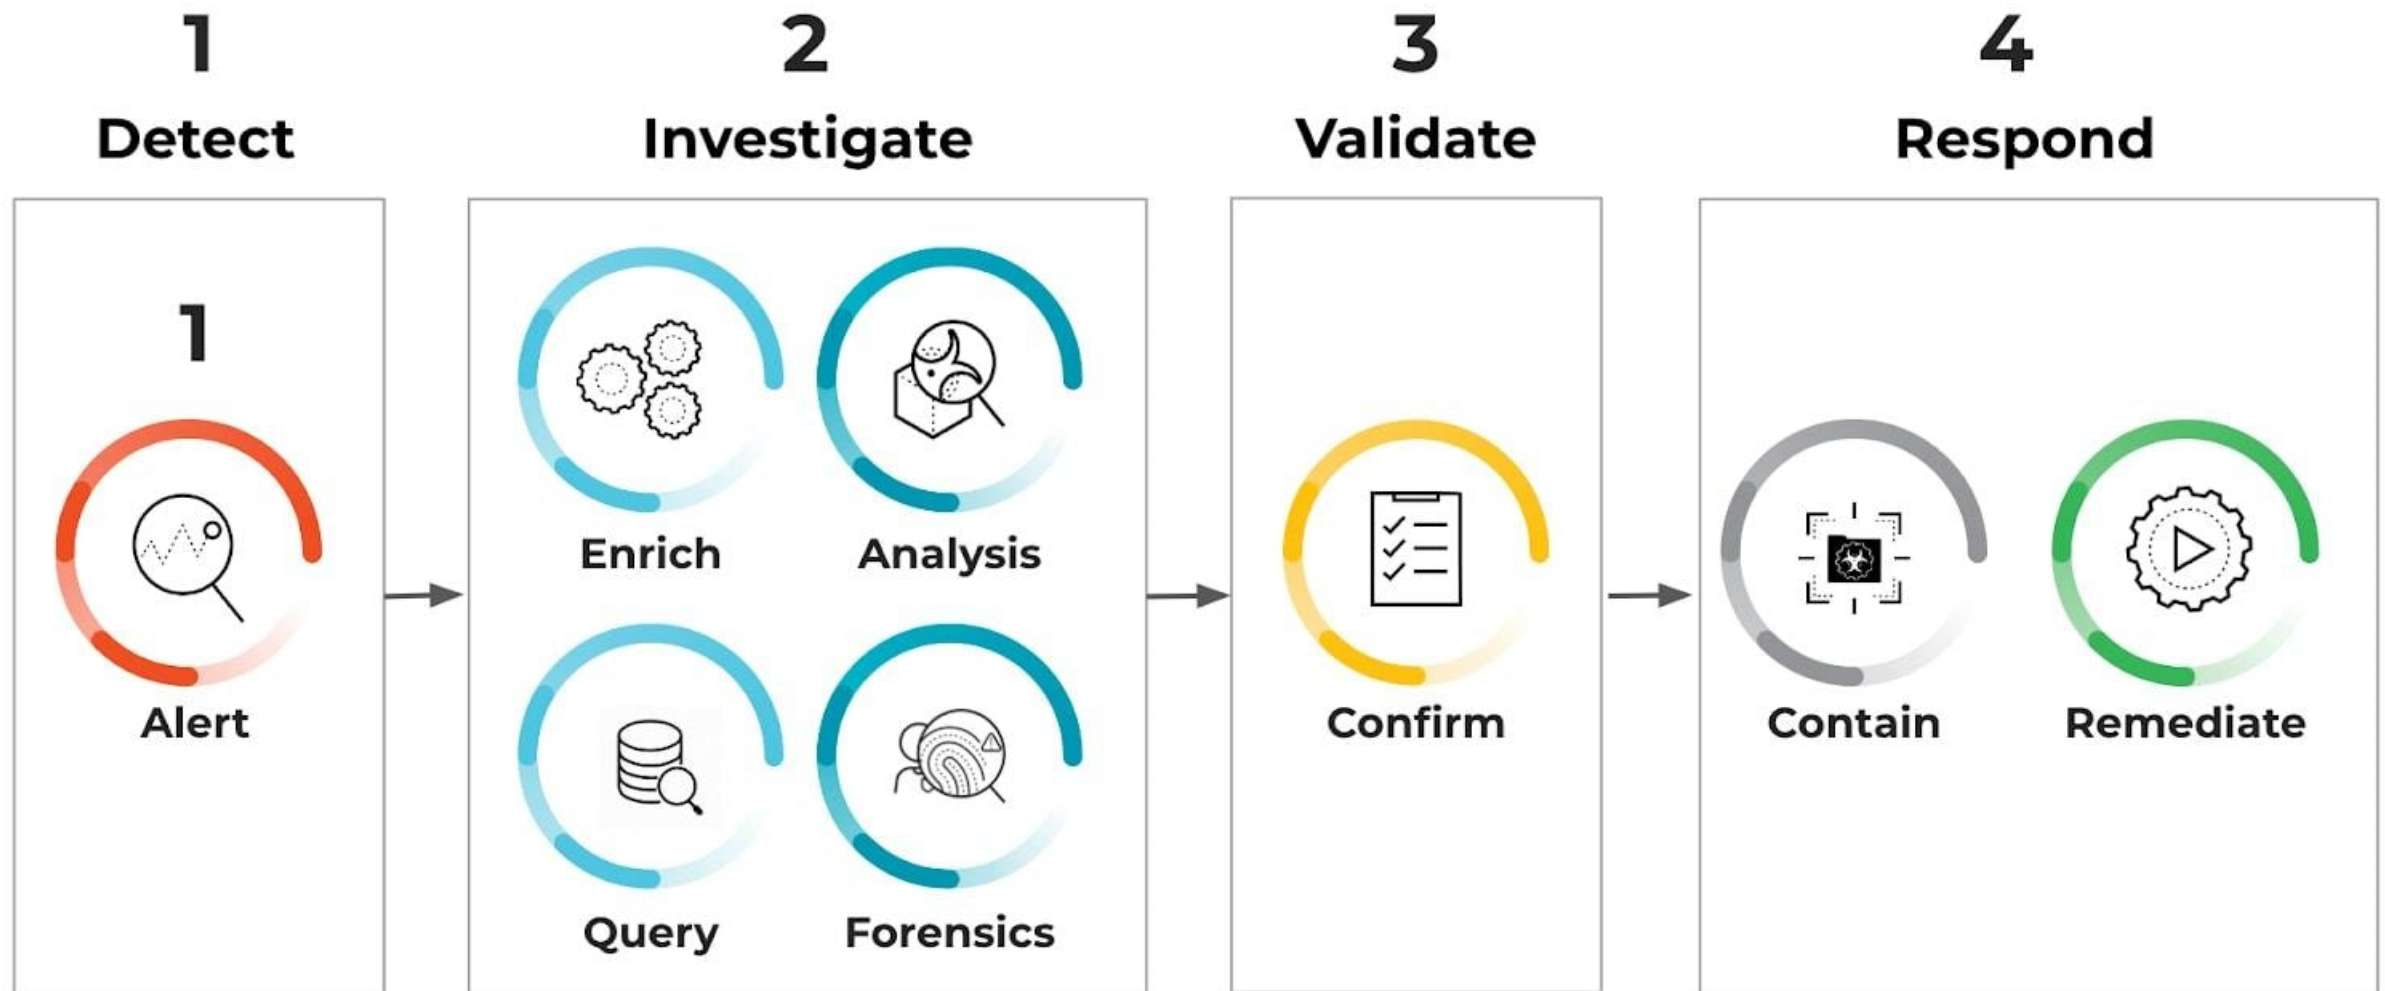 1
Detect
2
Investigate
3
Validate
4
Respond
1
Alert
Enrich
Analysis
Query
Forensics
Confirm
Contain
Remediate